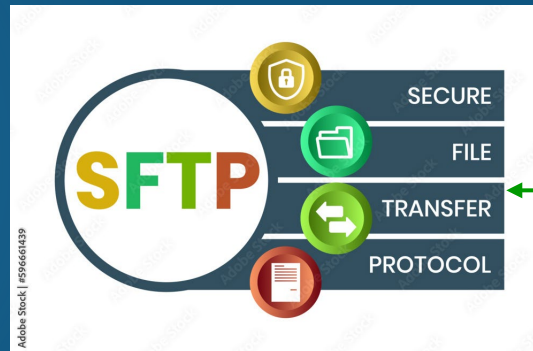 SFTP
SECURE
FILE
TRANSFER
PROTOCOL
Adobe Stock | #596661439